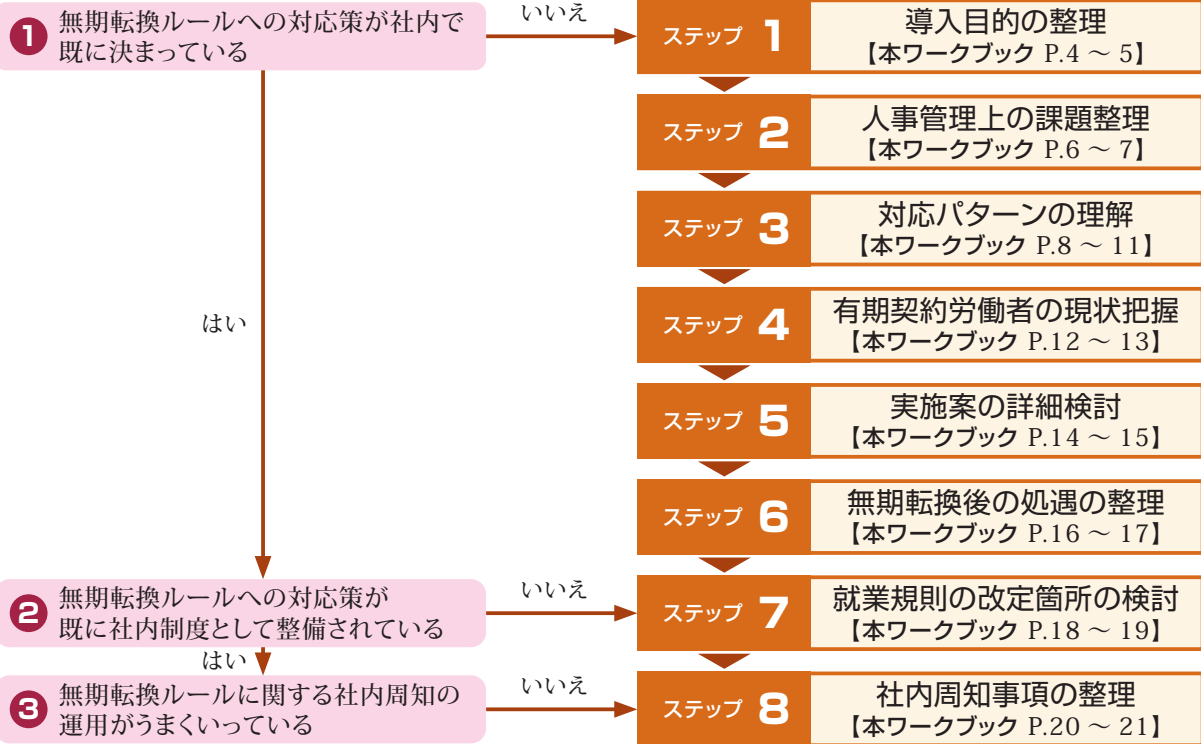 1 無期転換ルールへの対応策が社内で
既に決まっている
いいえ
ステップ 1
導入目的の整理
【本ワークブック P.4 ～ 5】
ステップ 2
人事管理上の課題整理
【本ワークブック P.6 ～ 7】
ステップ 3
対応パターンの理解
【本ワークブック P.8 ～ 11】
はい
ステップ 4
有期契約労働者の現状把握
【本ワークブック P.12 ～ 13】
ステップ 5
実施案の詳細検討
【本ワークブック P.14 ～ 15】
ステップ 6
無期転換後の処遇の整理
【本ワークブック P.16 ～ 17】
2 無期転換ルールへの対応策が
既に社内制度として整備されている
いいえ
ステップ 7
就業規則の改定箇所の検討
【本ワークブック P.18 ～ 19】
はい
3 無期転換ルールに関する社内周知の
運用がうまくいっている
いいえ
ステップ 8
社内周知事項の整理
【本ワークブック P.20 ～ 21】